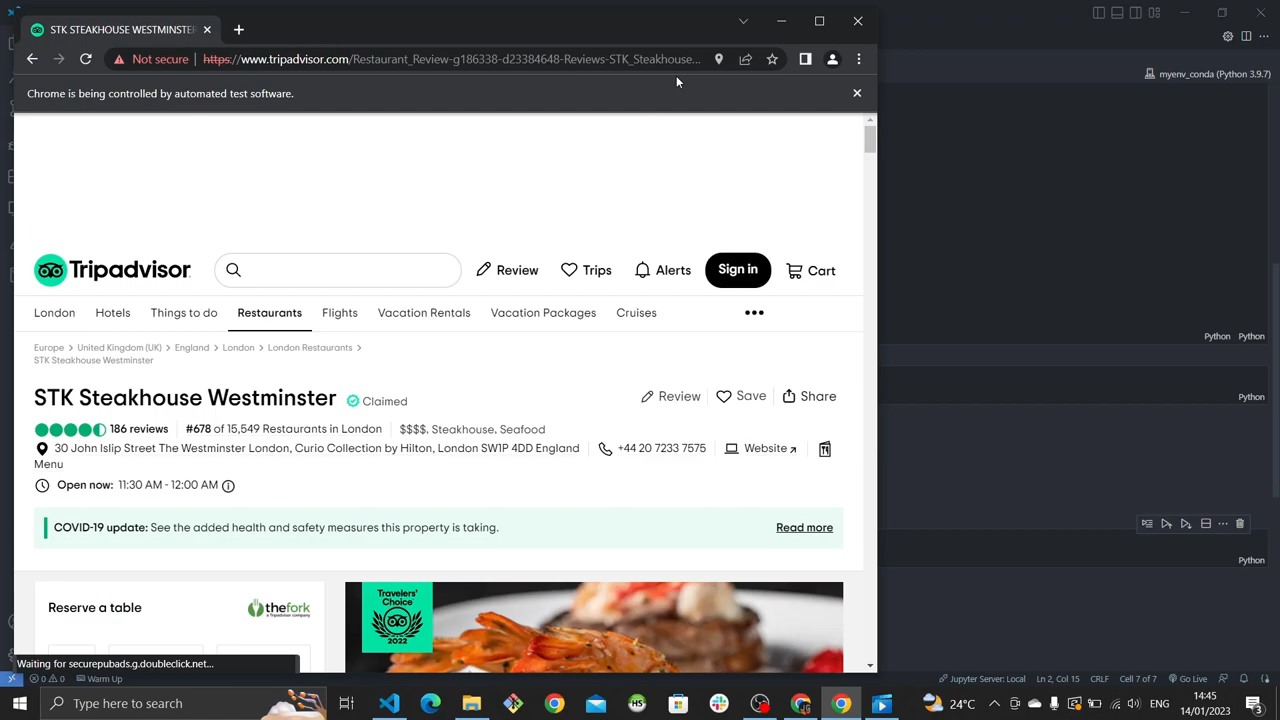 STK STEAKHOUSE WESTMINSTER
Not secure https://www.tripadvisor.com/Restaurant_Review-g186338-d23384648-Reviews-STK_Steakhouse...
Chrome is being controlled by automated test software.
myenv_conda (Python 3.9.7)
Tripadvisor
Review Trips Alerts Sign in Cart
London Hotels Things to do Restaurants Flights Vacation Rentals Vacation Packages Cruises •••
Europe > United Kingdom (UK) > England > London > London Restaurants >
STK Steakhouse Westminster
Python Python
STK Steakhouse Westminster Claimed
Review Save Share
Python
186 reviews #678 of 15,549 Restaurants in London $$$$, Steakhouse, Seafood
30 John Islip Street The Westminster London, Curio Collection by Hilton, London SW1P 4DD England +44 20 7233 7575 Website
Menu
Open now: 11:30 AM - 12:00 AM
COVID-19 update: See the added health and safety measures this property is taking. Read more
Python
Reserve a table thefork
a Tripadvisor company
Travelers'
Choice
2022
Waiting for securepubads.g.doubleclick.net...
0 0 Warm Up Jupyter Server: Local Ln 2, Col 15 CRLF Cell 7 of 7 Go Live
Type here to search
HS
24°C
14:45
14/01/2023
3